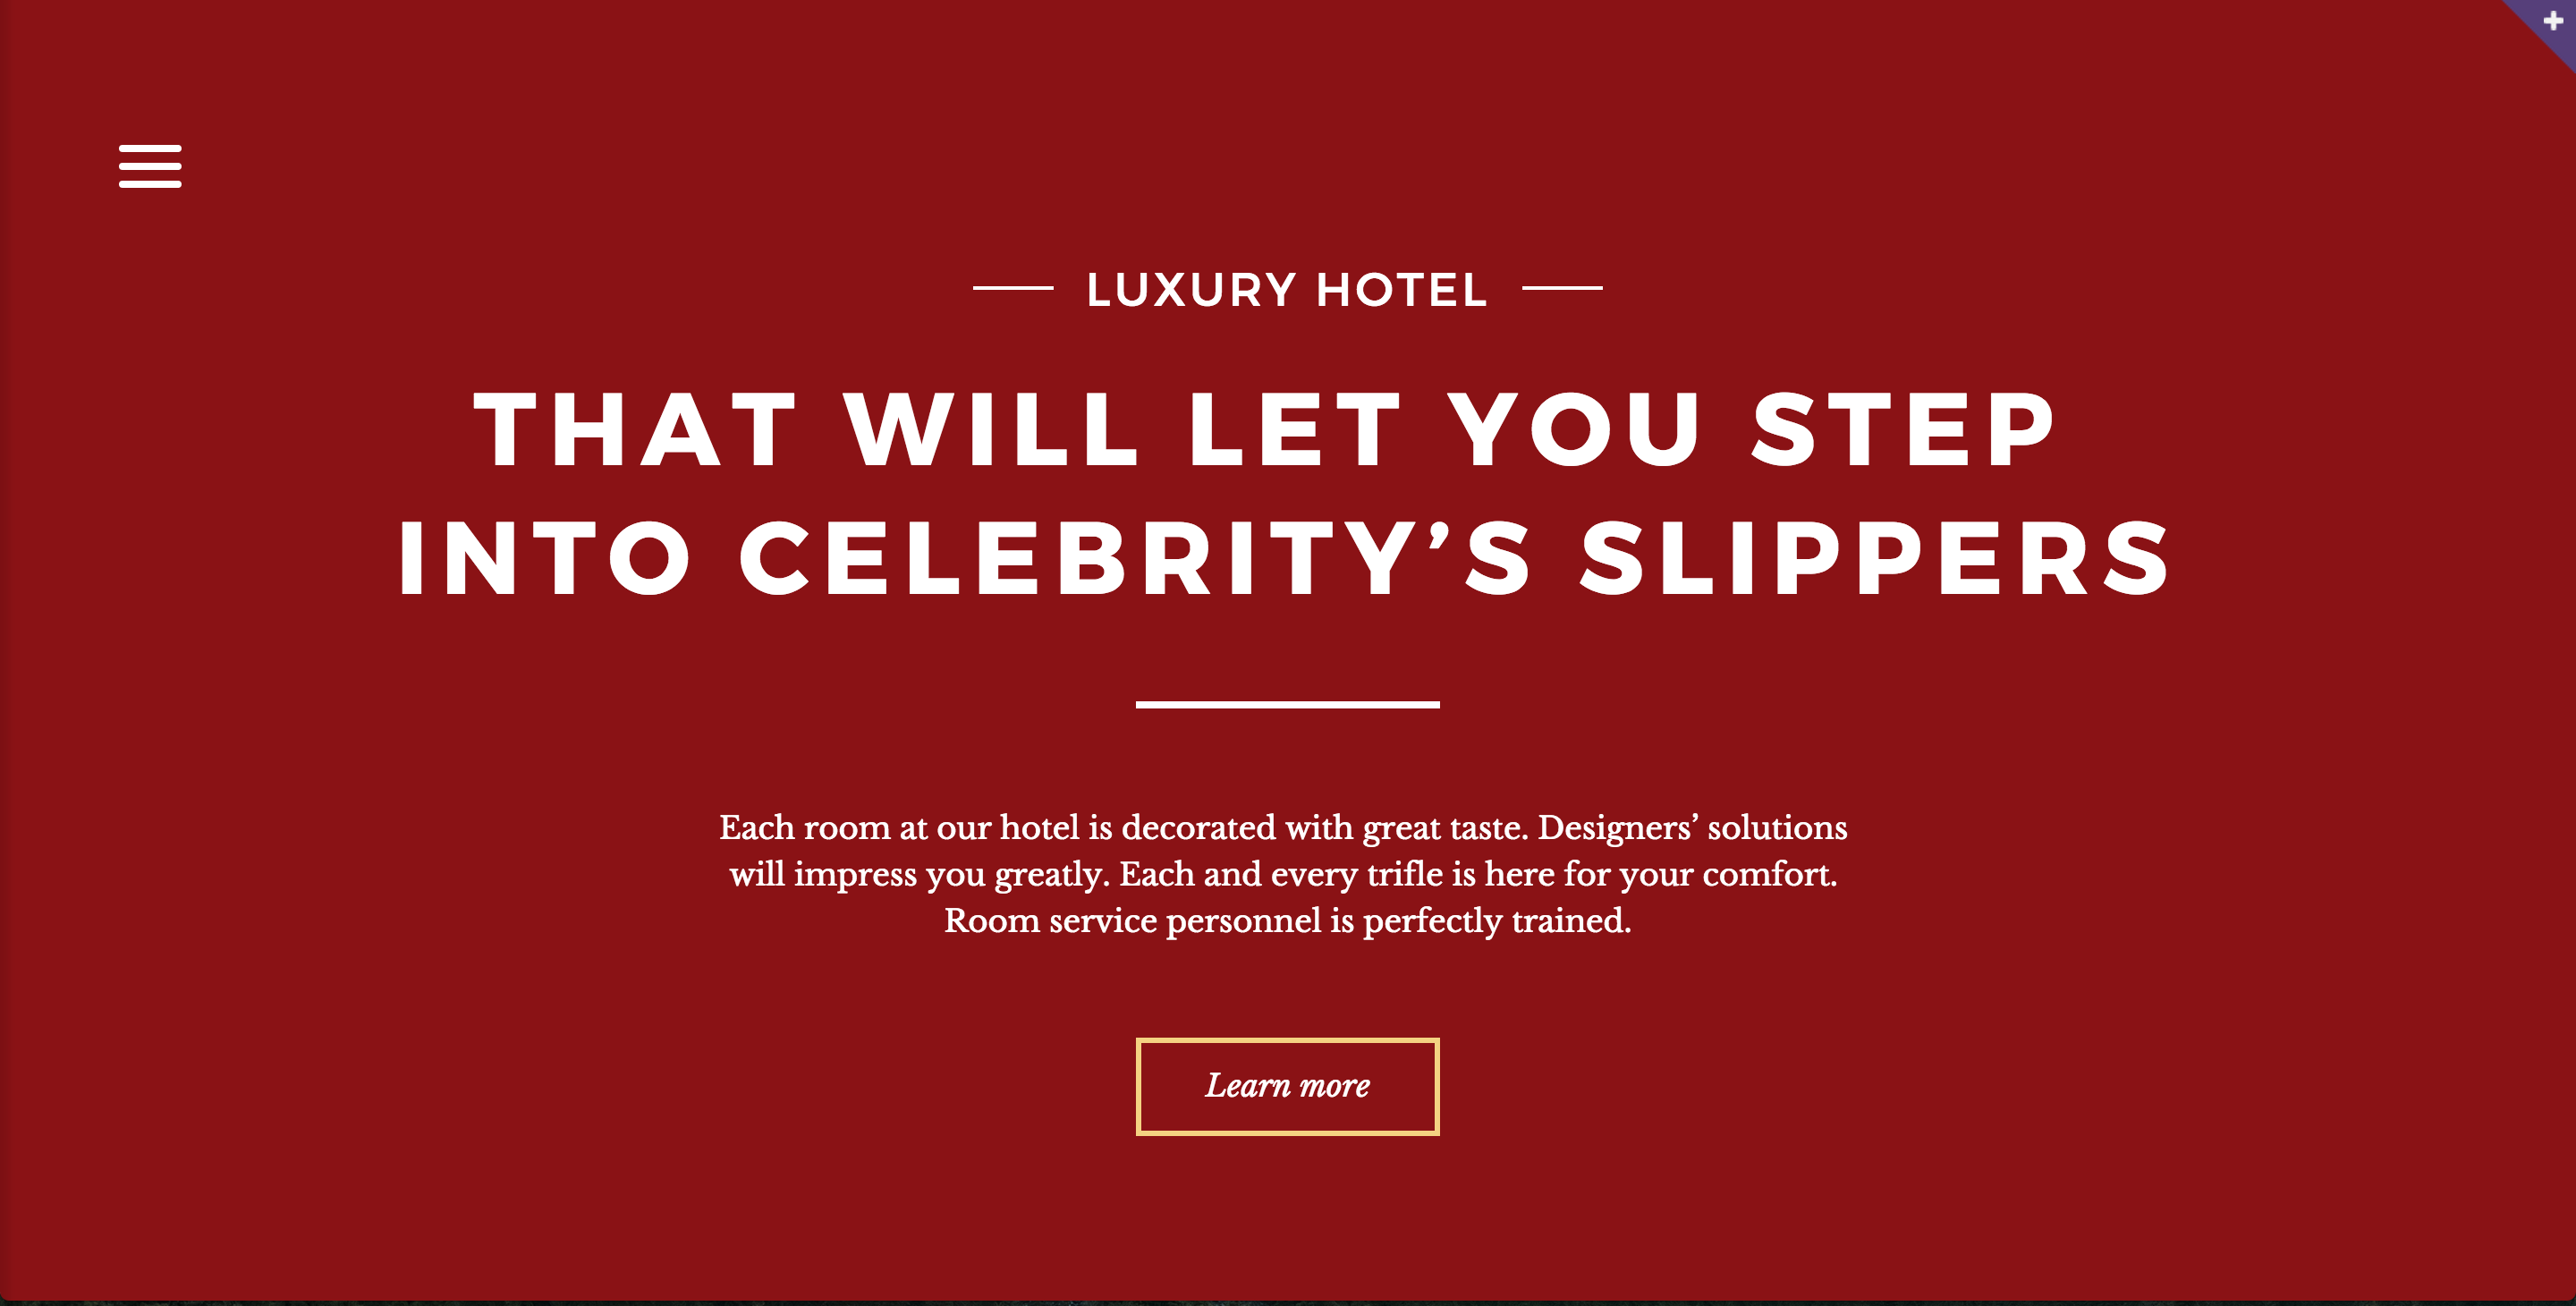 LUXURY HOTEL
THAT WILL LET YOU STEP
INTO CELEBRITY’S SLIPPERS
Each room at our hotel is decorated with great taste. Designers’ solutions
will impress you greatly. Each and every trifle is here for your comfort.
Room service personnel is perfectly trained.
Learn more